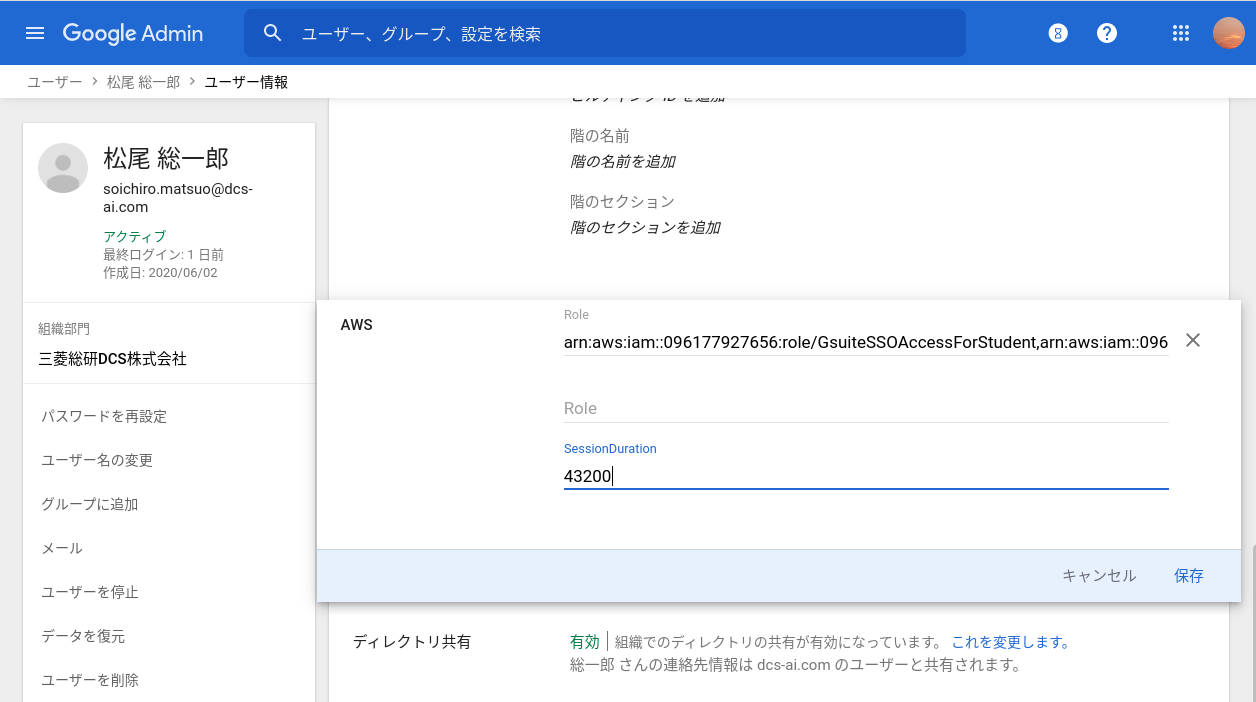 Google Admin
ユーザー、グループ、設定を検索
ユーザー > 松尾 総一郎 > ユーザー情報
松尾 総一郎
soichiro.matsuo@dcs-
ai.com
アクティブ
最終ログイン: 1 日前
作成日: 2020/06/02
組織部門
三菱総研DCS株式会社
パスワードを再設定
ユーザー名の変更
グループに追加
メール
ユーザーを停止
データを復元
ユーザーを削除
ビルディング ID を追加
階の名前
階の名前を追加
階のセクション
階のセクションを追加
AWS
Role
arn:aws:iam::096177927656:role/GsuiteSSOAccessForStudent,arn:aws:iam::096
Role
SessionDuration
43200
キャンセル
保存
ディレクトリ共有
有効 | 組織でのディレクトリの共有が有効になっています。 これを変更します。
総一郎 さんの連絡先情報は dcs-ai.com のユーザーと共有されます。